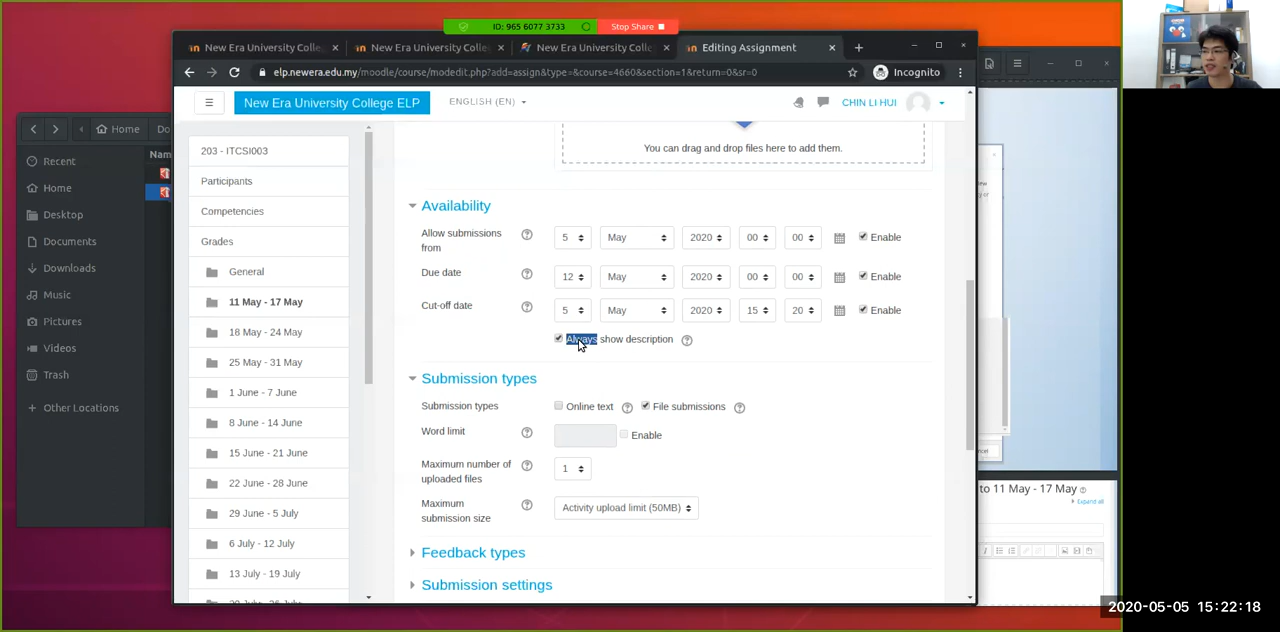 ID: 965 6077 3733
Stop Share
New Era University Colle
New Era University Colle
New Era University Colle
Editing Assignment
elp.newera.edu.my/moodle/course/modedit.php?add=assign&type=&course=4660&section=1&return=0&sr=0
Incognito
New Era University College ELP
ENGLISH (EN)
CHIN LI HUI
Home
Do
Recent
Home
Desktop
Documents
Downloads
Music
Pictures
Videos
Trash
Other Locations
Nam
203 - ITCSI003
Participants
Competencies
Grades
General
11 May - 17 May
18 May - 24 May
25 May - 31 May
1 June - 7 June
8 June - 14 June
15 June - 21 June
22 June - 28 June
29 June - 5 July
6 July - 12 July
13 July - 19 July
You can drag and drop files here to add them.
Availability
Allow submissions from
5 May 2020 00 00 Enable
Due date
12 May 2020 00 00 Enable
Cut-off date
5 May 2020 15 20 Enable
Always show description
Submission types
Submission types
Online text
File submissions
Word limit
Enable
Maximum number of uploaded files
1
Maximum submission size
Activity upload limit (50MB)
Feedback types
Submission settings
to 11 May - 17 May
Expand all
2020-05-05 15:22:18